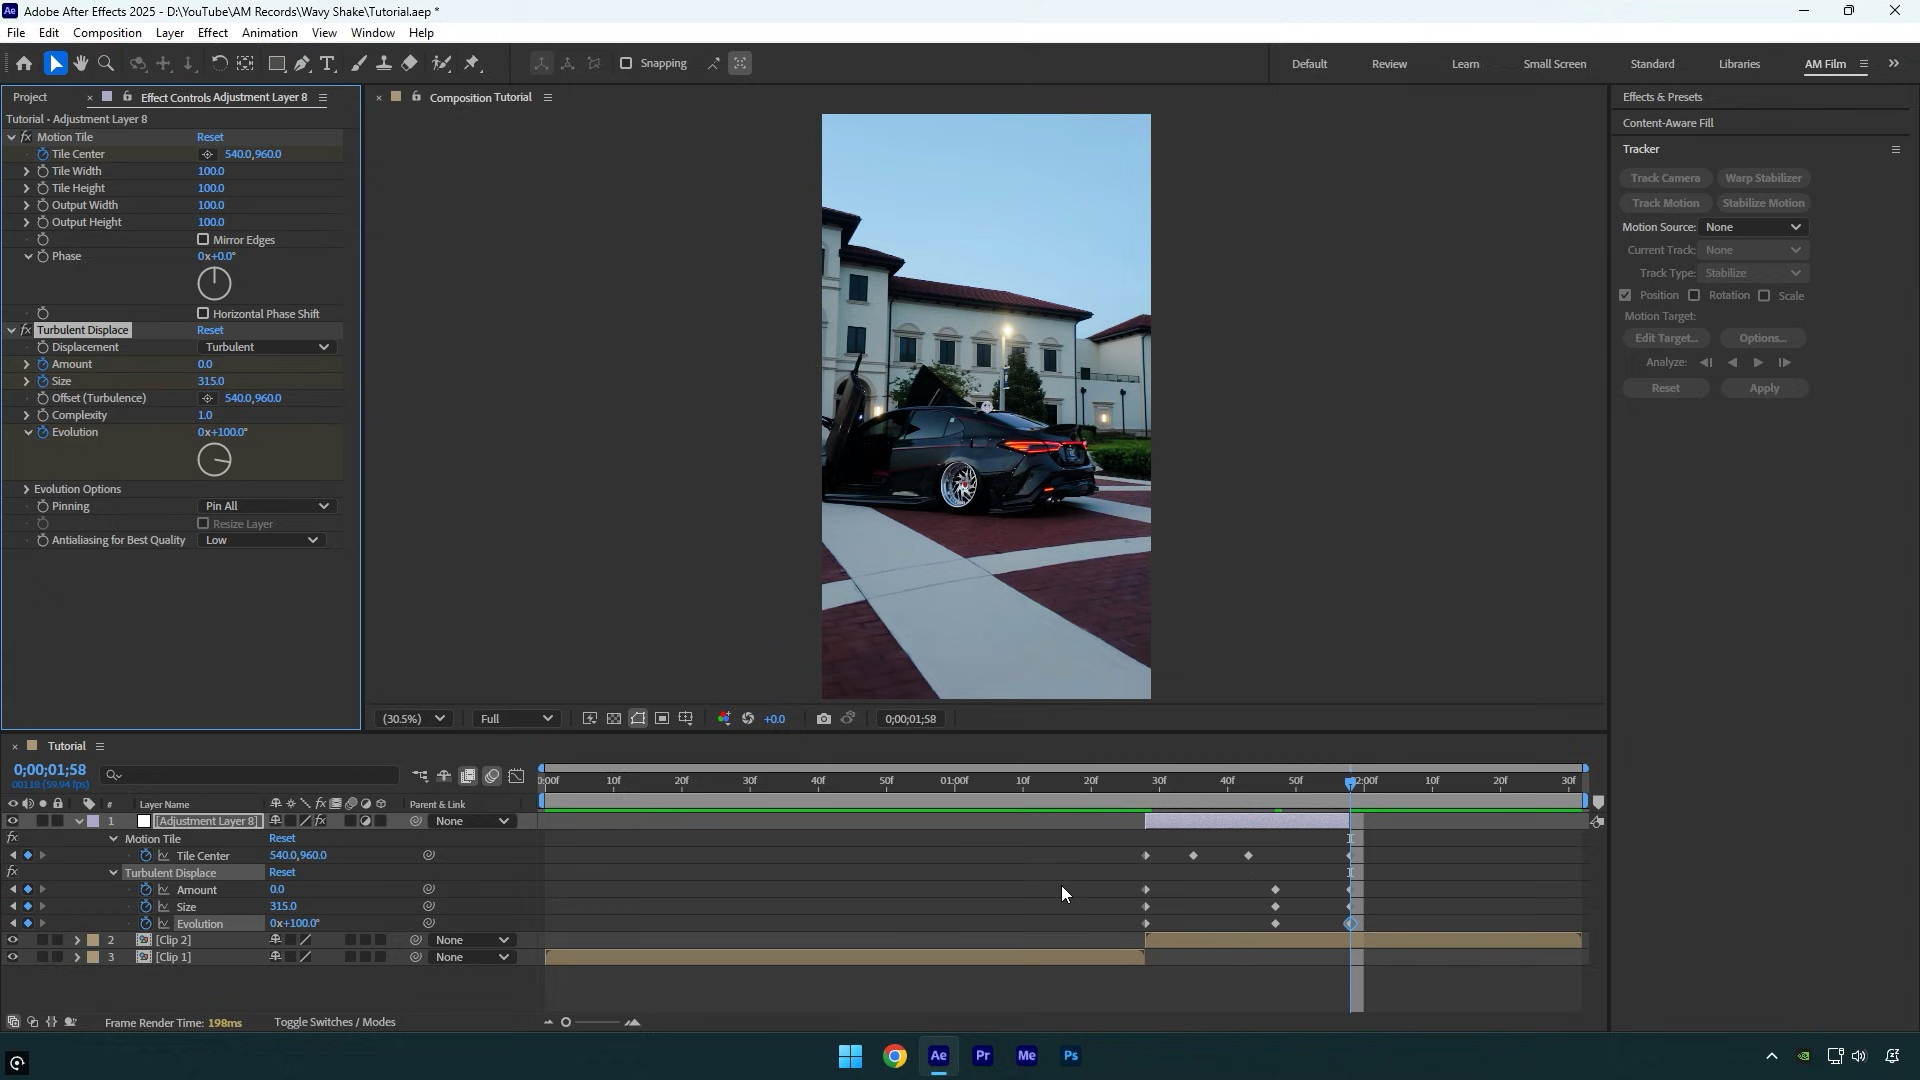 Adobe After Effects 2025 - D:\YouTube\AM Records\Wavy Shake\Tutorial.aep *
File Edit Composition Layer Effect Animation View Window Help
Snapping
Default Review Learn Small Screen Standard Libraries AM Film
Project Effect Controls Adjustment Layer 8
Composition Tutorial
Effects & Presets
Tutorial - Adjustment Layer 8
Content-Aware Fill
Motion Tile Reset
Tracker
Tile Center 540.0,960.0
Tile Width 100.0
Track Camera Warp Stabilizer
Tile Height 100.0
Output Width 100.0
Track Motion Stabilize Motion
Output Height 100.0
Motion Source: None
Mirror Edges
Current Track: None
Phase 0x+0.0°
Track Type: Stabilize
Position Rotation Scale
Horizontal Phase Shift
Motion Target:
Turbulent Displace Reset
Edit Target... Options...
Displacement Turbulent
Amount 0.0
Analyze:
Size 315.0
Reset Apply
Offset (Turbulence) 540.0,960.0
Complexity 1.0
Evolution 0x+100.0°
Evolution Options
Pinning Pin All
Resize Layer
Antialiasing for Best Quality Low
(30.5%) Full +0.0 0;00;01;58
Tutorial
0;00;01;58
00118 (59.94 fps)
0:00f 10f 20f 30f 40f 50f 01:00f 10f 20f 30f 40f 50f 2:00f 10f 20f 30f
# Layer Name Parent & Link
1 [Adjustment Layer 8] None
Motion Tile Reset
Tile Center 540.0,960.0
Turbulent Displace Reset
Amount 0.0
Size 315.0
Evolution 0x+100.0°
2 [Clip 2] None
3 [Clip 1] None
Frame Render Time: 198ms Toggle Switches / Modes
Ae Pr Me Ps